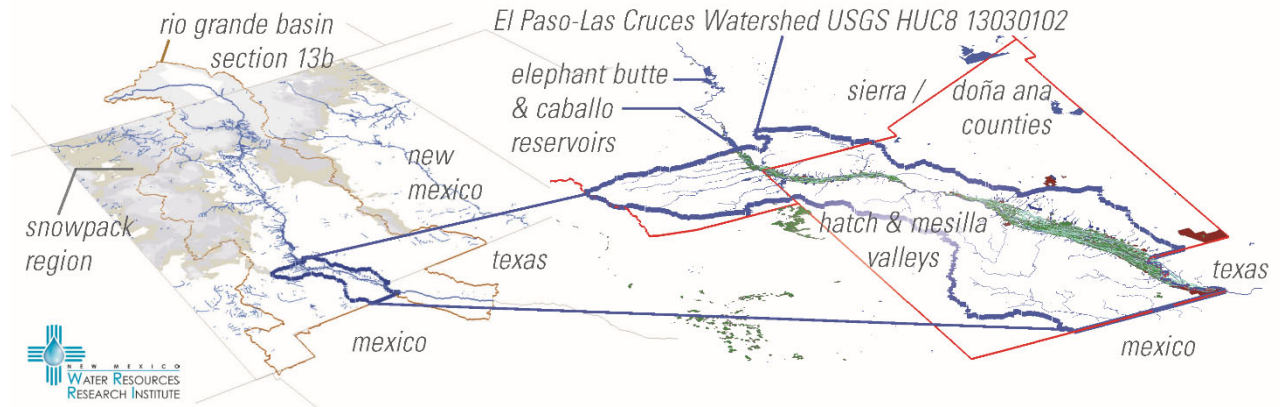 rio grande basin
section 13b
El Paso-Las Cruces Watershed USGS HUC8 13030102
elephant butte
& caballo
reservoirs
sierra / doña ana
counties
new
mexico
snowpack
region
hatch & mesilla
valleys
texas
texas
mexico
mexico
NEW MEXICO
WATER RESOURCES
RESEARCH INSTITUTE